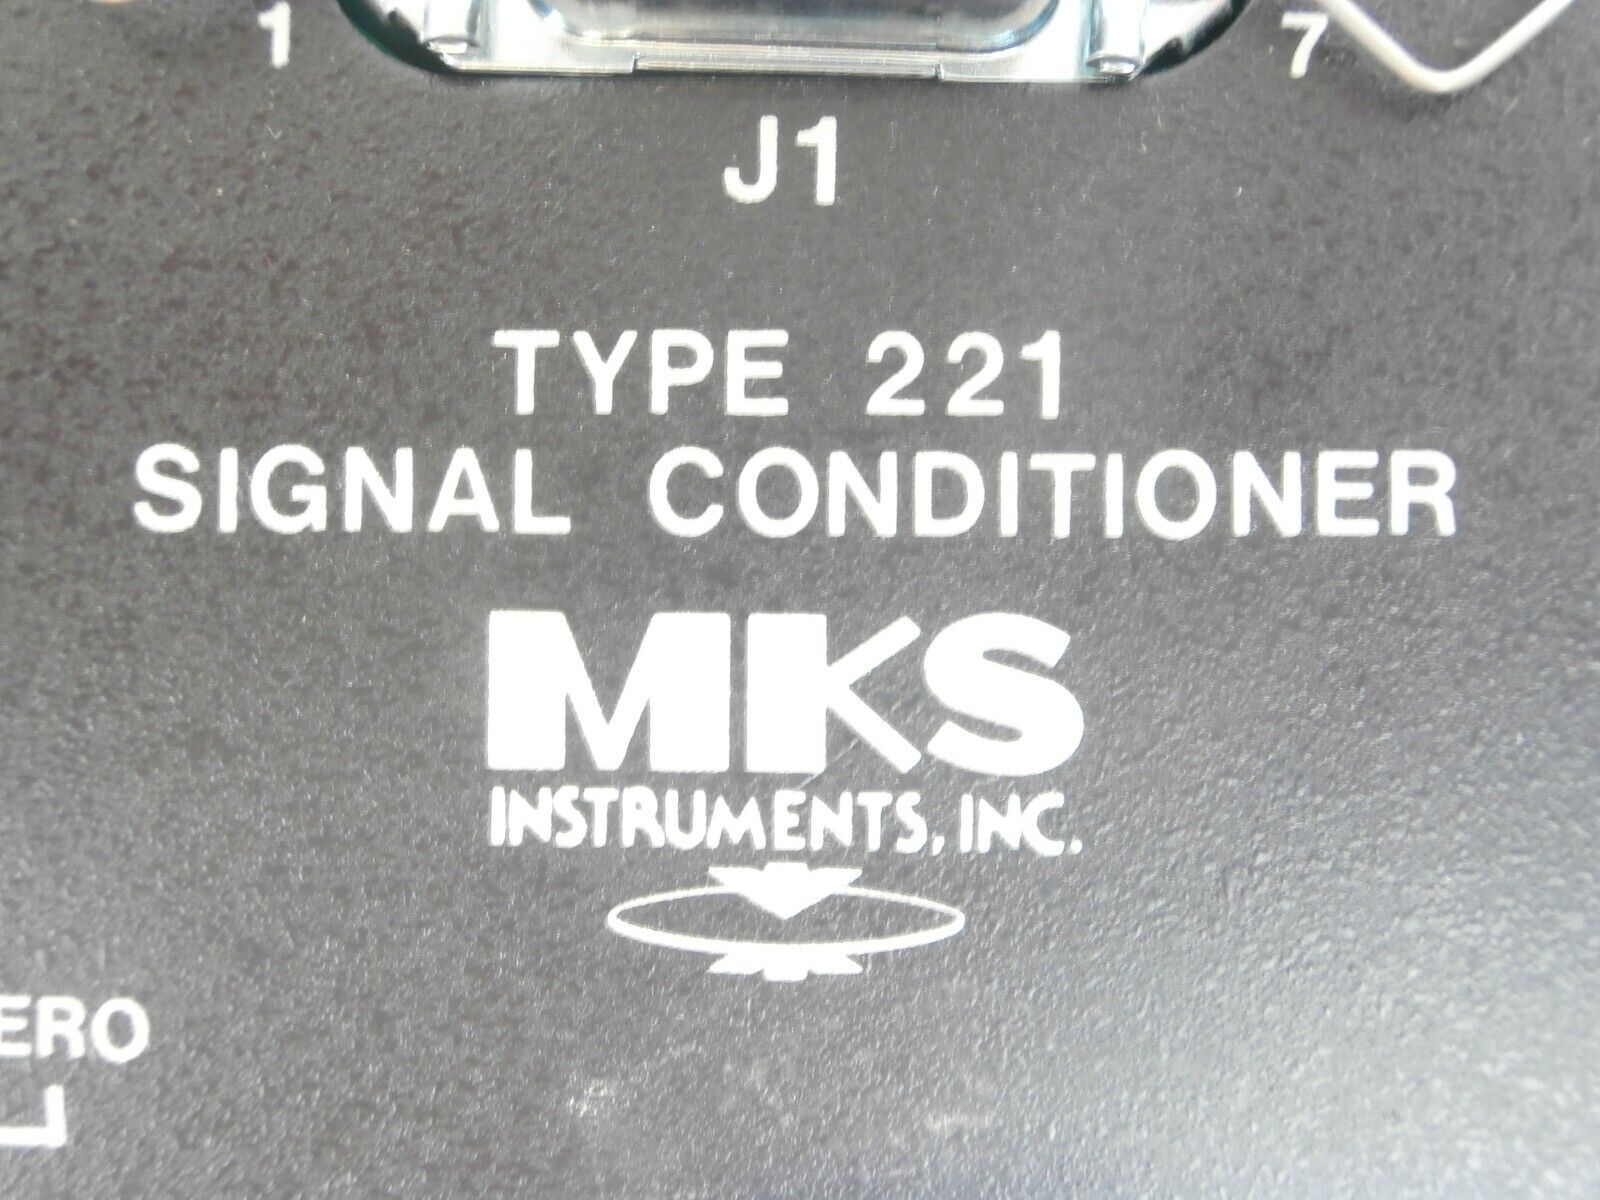 1
7
J1
TYPE 221
SIGNAL CONDITIONER
MKS
INSTRUMENTS, INC.
ERO